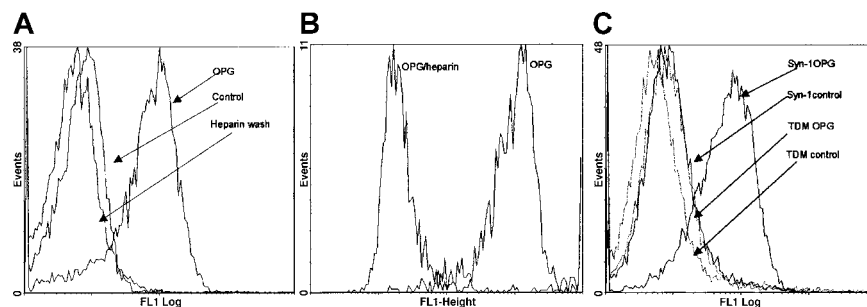 A
38
OPG
Control
Heparin wash
Events
0
FL1 Log
B
11
OPG/heparin
OPG
Events
0
FL1-Height
C
48
Syn-1OPG
Syn-1control
TDM OPG
TDM control
Events
0
FL1 Log